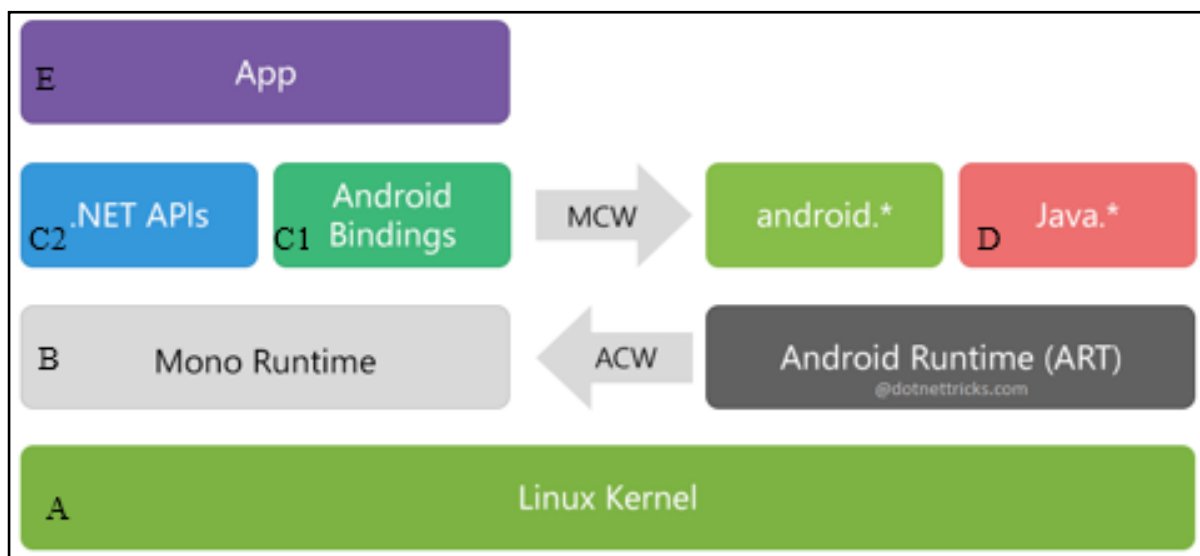 E
App
C2
.NET APIs
C1
Android
Bindings
MCW
android.*
D
Java.*
B
Mono Runtime
ACW
Android Runtime (ART)
@dotnettricks.com
A
Linux Kernel